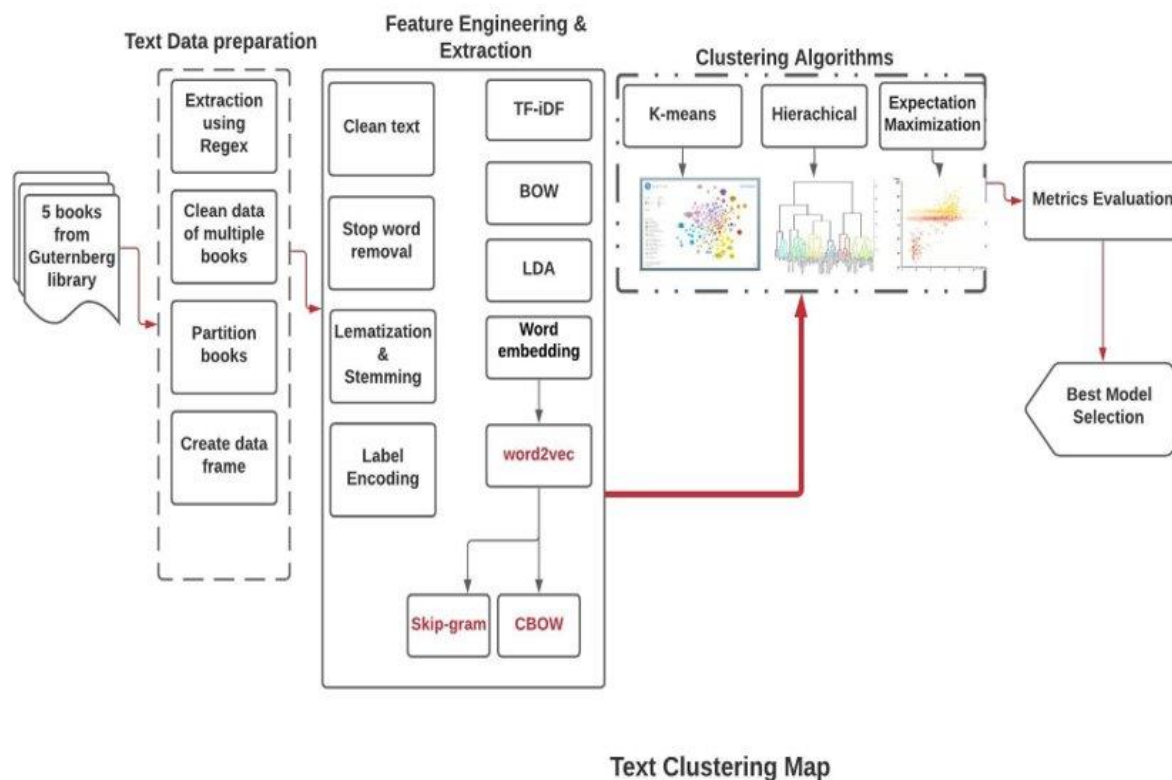 Text Data preparation
Feature Engineering &
Extraction
Clustering Algorithms
5 books
from
Guternberg
library
Extraction
using
Regex
Clean data
of multiple
books
Partition
books
Create data
frame
Clean text
Stop word
removal
Lematization
&
Stemming
Label
Encoding
TF-iDF
BOW
LDA
Word
embedding
word2vec
Skip-gram
CBOW
K-means
Hierachical
Expectation
Maximization
Metrics Evaluation
Best Model
Selection
Text Clustering Map